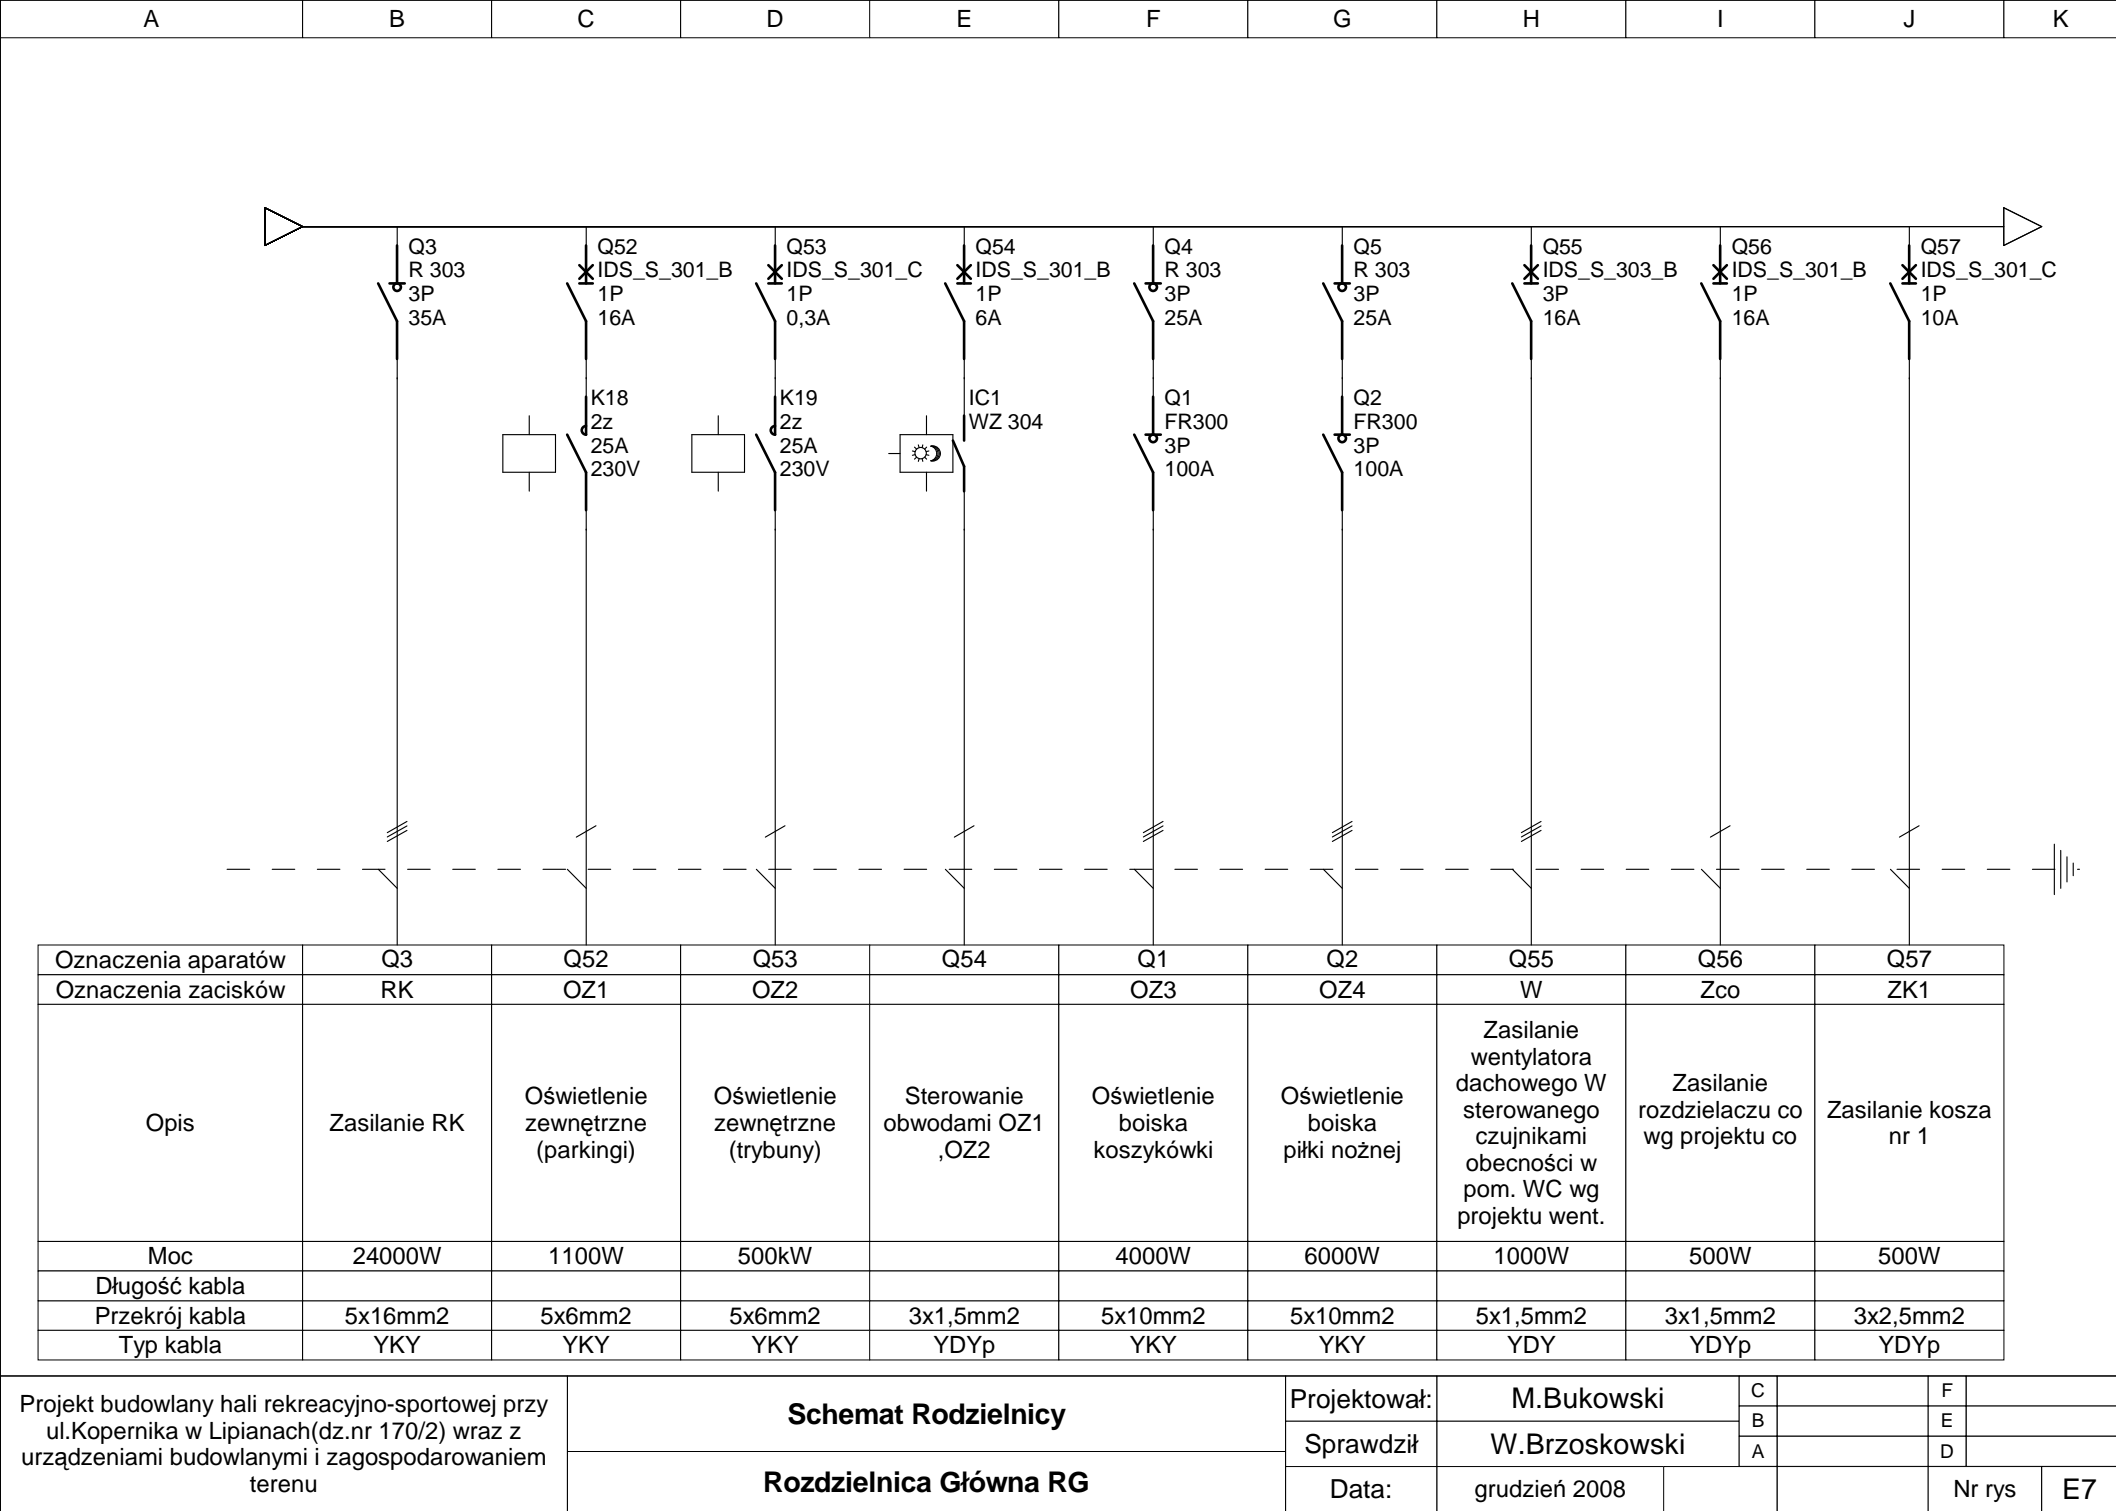 A B C D E F G H I J K
Q3 Q52 Q53 Q54 Q4 Q5 Q55 Q56 Q57
R 303 IDS_S_301_B IDS_S_301_C IDS_S_301_B R 303 R 303 IDS_S_303_B IDS_S_301_B IDS_S_301_C
3P 1P 1P 1P 3P 3P 3P 1P 1P
35A 16A 0,3A 6A 25A 25A 16A 16A 10A
K18 K19 IC1 Q1 Q2
2z 2z WZ 304 FR300 FR300
25A 25A 3P 3P
230V 230V 100A 100A
Oznaczenia aparatów Q3 Q52 Q53 Q54 Q1 Q2 Q55 Q56 Q57
Oznaczenia zacisków RK OZ1 OZ2 OZ3 OZ4 W Zco ZK1
Opis
Zasilanie RK
Oświetlenie
zewnętrzne
(parkingi)
Oświetlenie
zewnętrzne
(trybuny)
Sterowanie
obwodami OZ1
,OZ2
Oświetlenie
boiska
koszykówki
Oświetlenie
boiska
piłki nożnej
Zasilanie
wentylatora
dachowego W
sterowanego
czujnikami
obecności w
pom. WC wg
projektu went.
Zasilanie
rozdzielaczu co
wg projektu co
Zasilanie kosza
nr 1
Moc 24000W 1100W 500kW 4000W 6000W 1000W 500W 500W
Długość kabla
Przekrój kabla 5x16mm2 5x6mm2 5x6mm2 3x1,5mm2 5x10mm2 5x10mm2 5x1,5mm2 3x1,5mm2 3x2,5mm2
Typ kabla YKY YKY YKY YDYp YKY YKY YDY YDYp YDYp
Projekt budowlany hali rekreacyjno-sportowej przy
ul.Kopernika w Lipianach(dz.nr 170/2) wraz z
urządzeniami budowlanymi i zagospodarowaniem
terenu
Schemat Rodzielnicy
Rozdzielnica Główna RG
Projektował: M.Bukowski
Sprawdził W.Brzoskowski
Data: grudzień 2008
C F
B E
A D
Nr rys E7